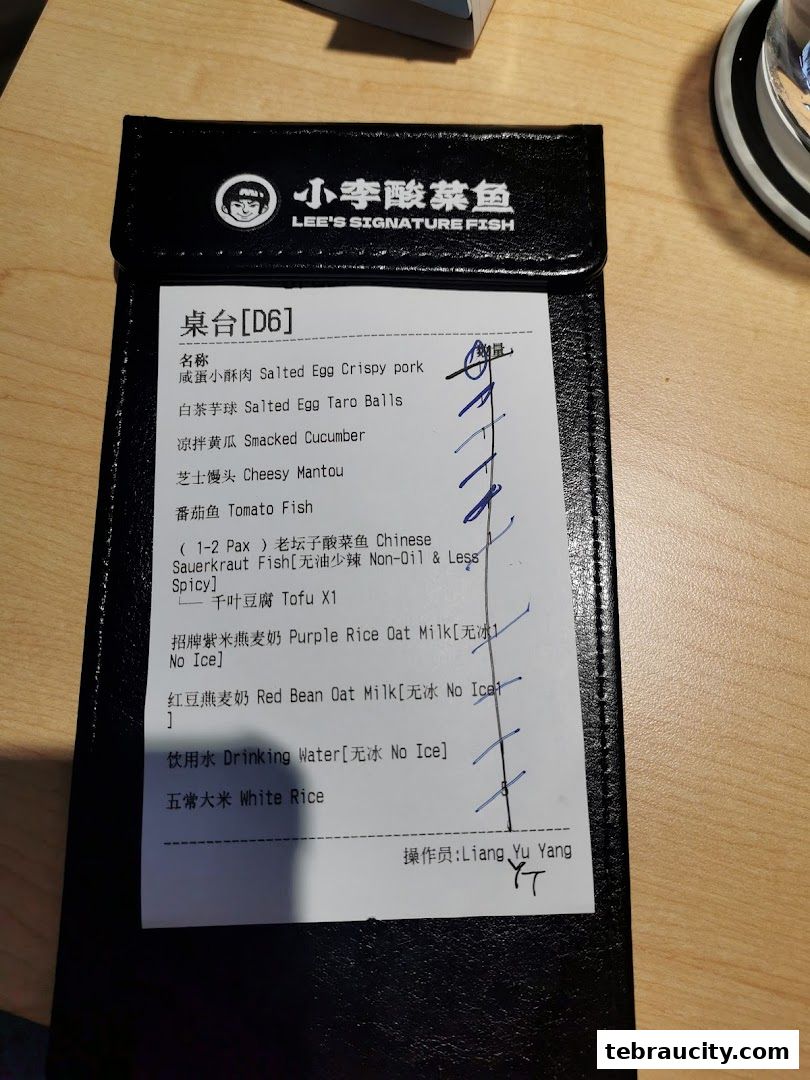 小李酸菜鱼
LEE'S SIGNATURE FISH
桌台[D6]
名称 数量
咸蛋小酥肉 Salted Egg Crispy pork
白茶芋球 Salted Egg Taro Balls
凉拌黄瓜 Smacked Cucumber 1
芝士馒头 Cheesy Mantou 1
番茄鱼 Tomato Fish
( 1-2 Pax ) 老坛子酸菜鱼 Chinese 1
Sauerkraut Fish[无油少辣 Non-Oil & Less
Spicy]
└── 千叶豆腐 Tofu X1
招牌紫米燕麦奶 Purple Rice Oat Milk[无冰1
No Ice]
红豆燕麦奶 Red Bean Oat Milk[无冰 No Ice1
]
饮用水 Drinking Water[无冰 No Ice]
五常大米 White Rice
操作员:Liang Yu Yang
YT
tebraucity.com